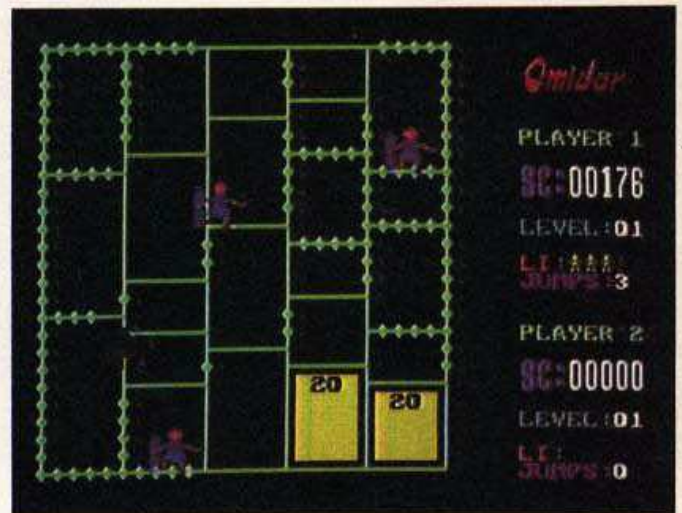 Omidar
PLAYER 1
SC:00176
LEVEL:01
LI:
JUMPS:3
PLAYER 2
SC:00000
LEVEL:01
LI:
JUMPS:0
20
20